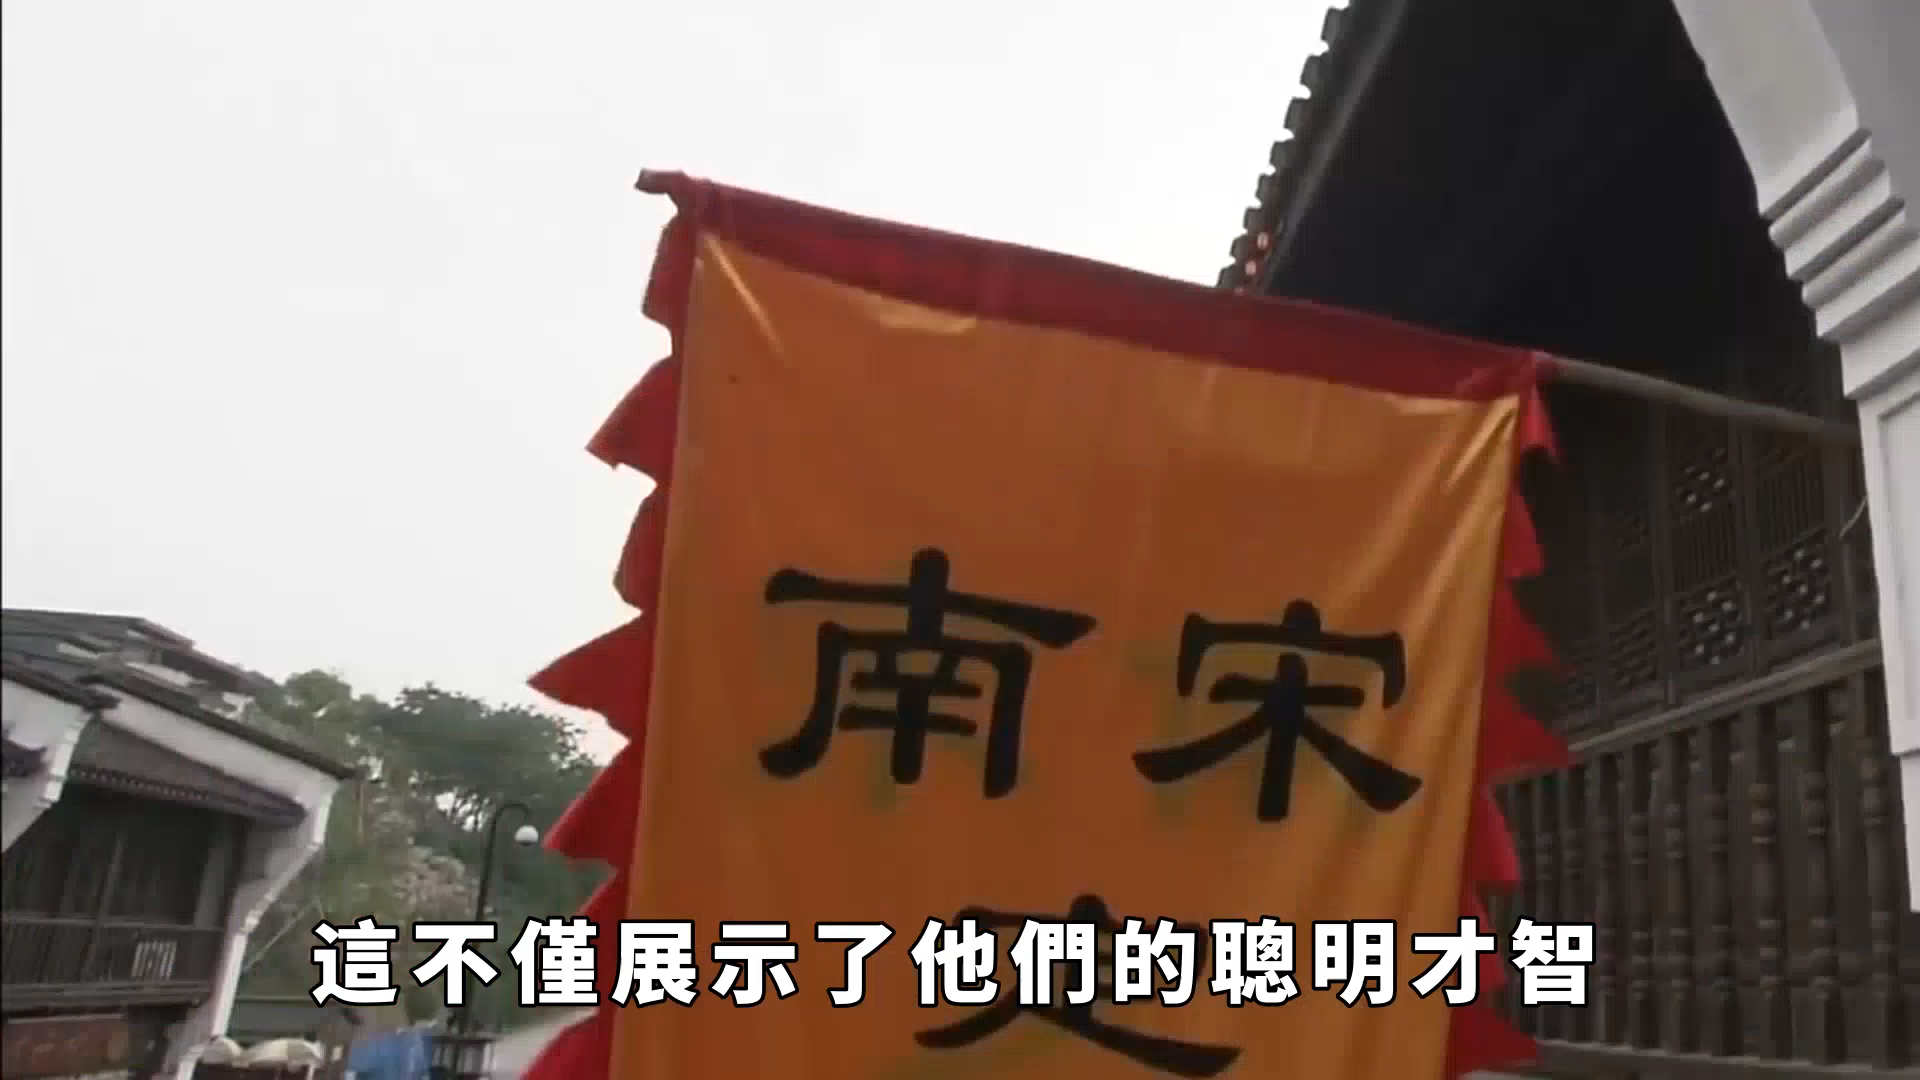 南宋
這不僅展示了他們的聰明才智